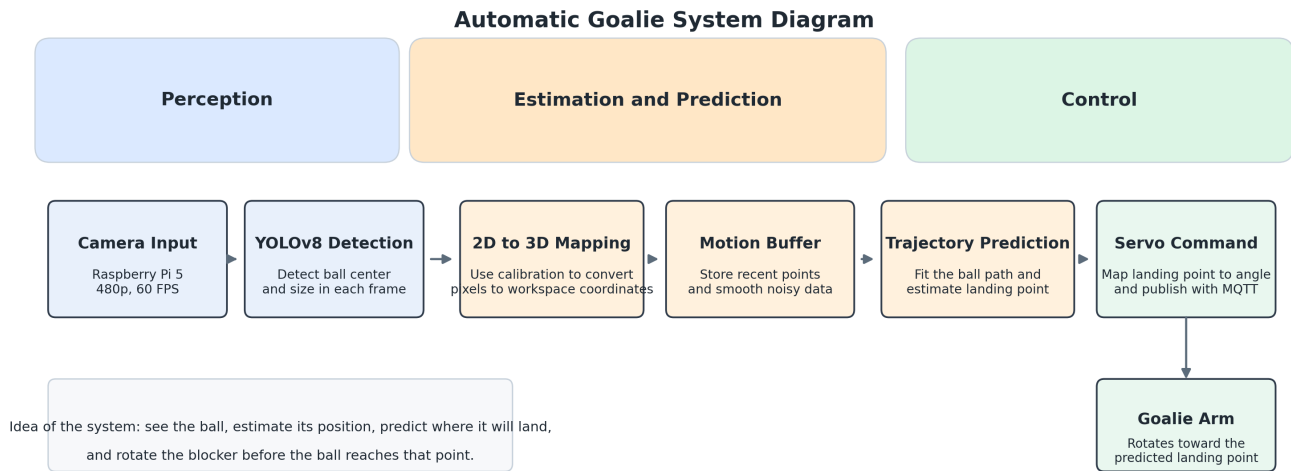 Automatic Goalie System Diagram
Perception
Estimation and Prediction
Control
Camera Input
Raspberry Pi 5
480p, 60 FPS
YOLOv8 Detection
Detect ball center
and size in each frame
2D to 3D Mapping
Use calibration to convert
pixels to workspace coordinates
Motion Buffer
Store recent points
and smooth noisy data
Trajectory Prediction
Fit the ball path and
estimate landing point
Servo Command
Map landing point to angle
and publish with MQTT
Idea of the system: see the ball, estimate its position, predict where it will land,
and rotate the blocker before the ball reaches that point.
Goalie Arm
Rotates toward the
predicted landing point